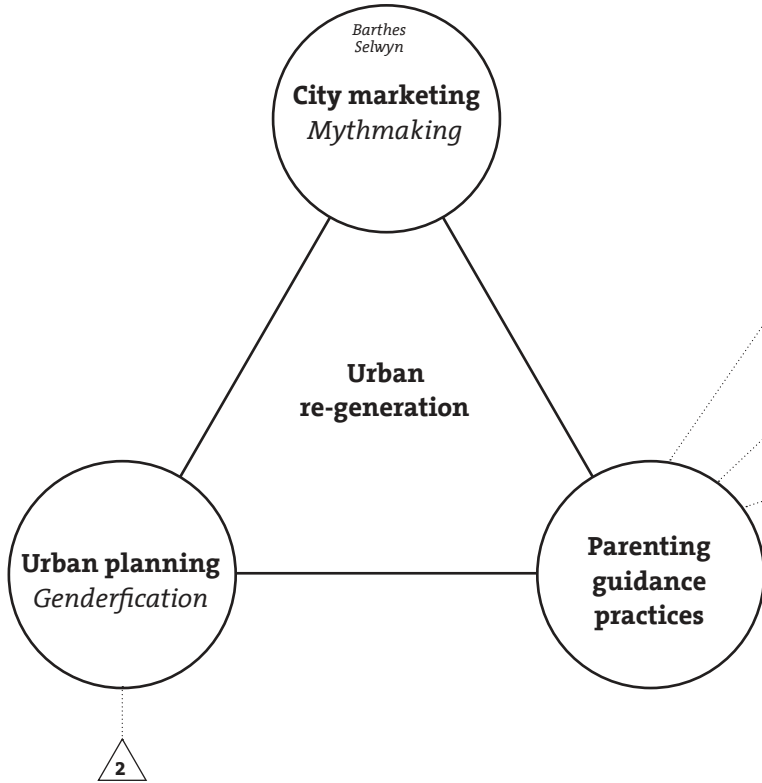 Barthes
Selwyn
City marketing
Mythmaking
Urban
re-generation
Urban planning
Genderfication
Parenting
guidance
practices
2